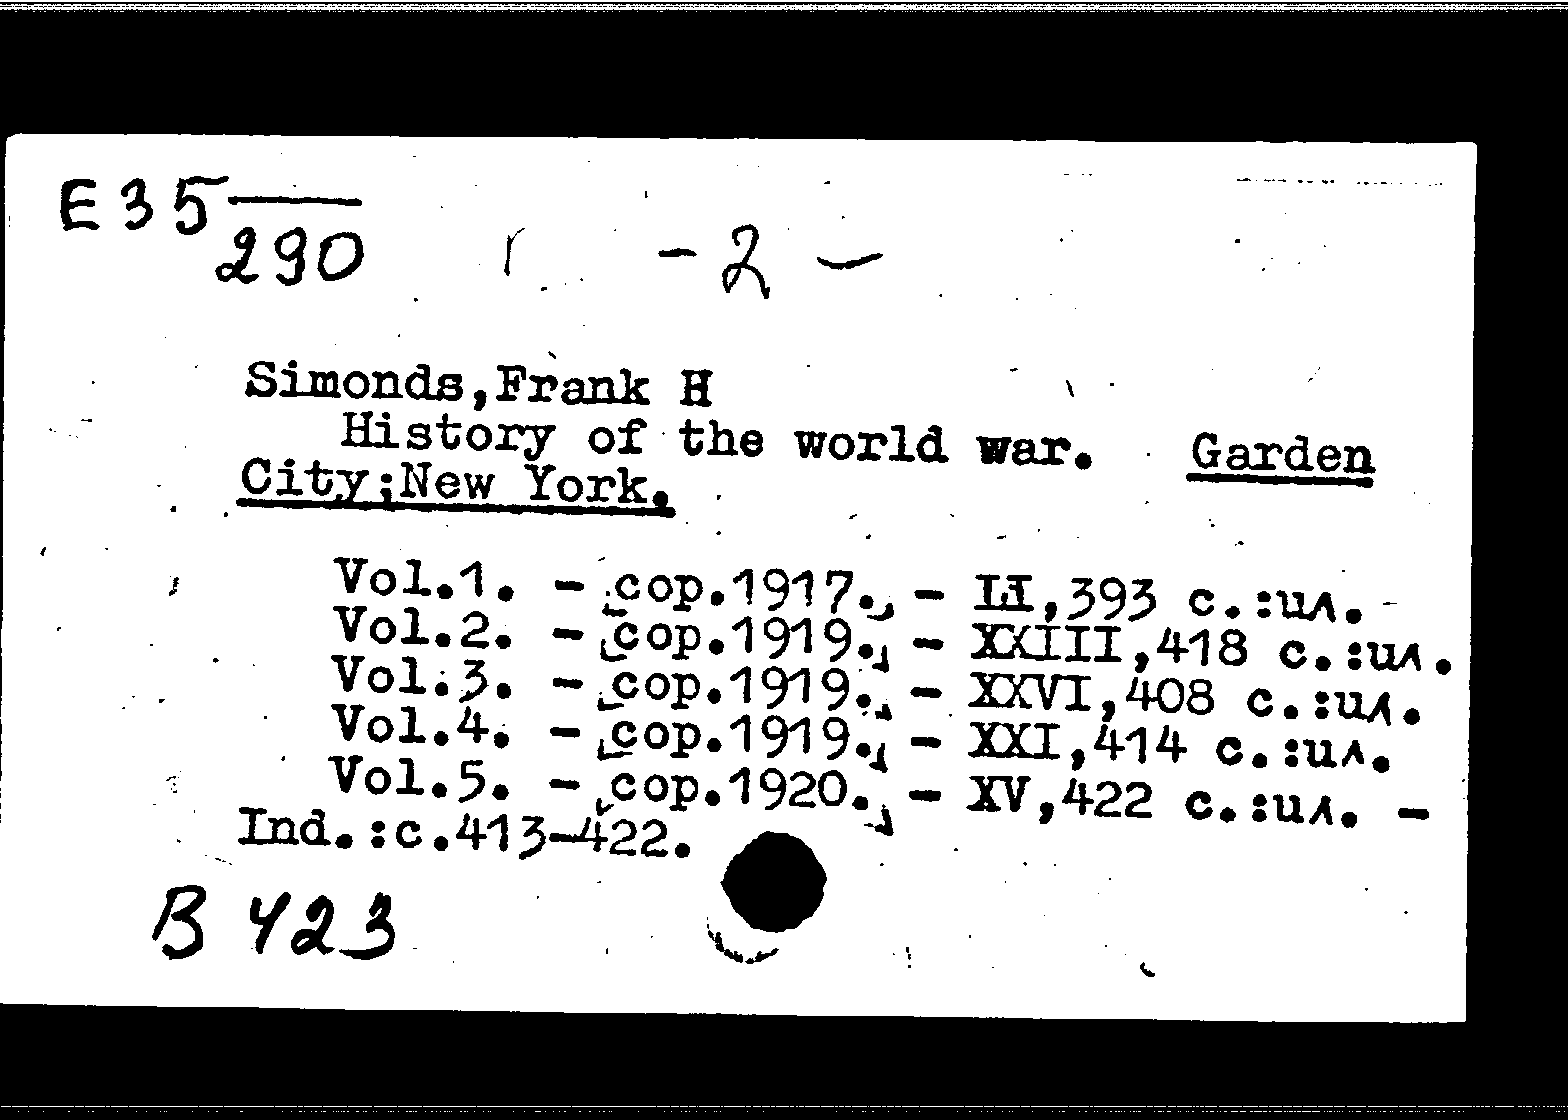 E 35
290
- 2 -
Simonds,Frank H
History of the world war. Garden
City;New York.
Vol.1. - [cop.1917.] - LI,393 с.:ил. -
Vol.2. - [cop.1919.] - XXIII,418 с.:ил.
Vol.3. - [cop.1919.] - XXVI,408 с.:ил.
Vol.4. - [cop.1919.] - XXI,414 с.:ил.
Vol.5. - [cop.1920.] - XV,422 с.:ил. -
Ind.:с.413-422.
B 423